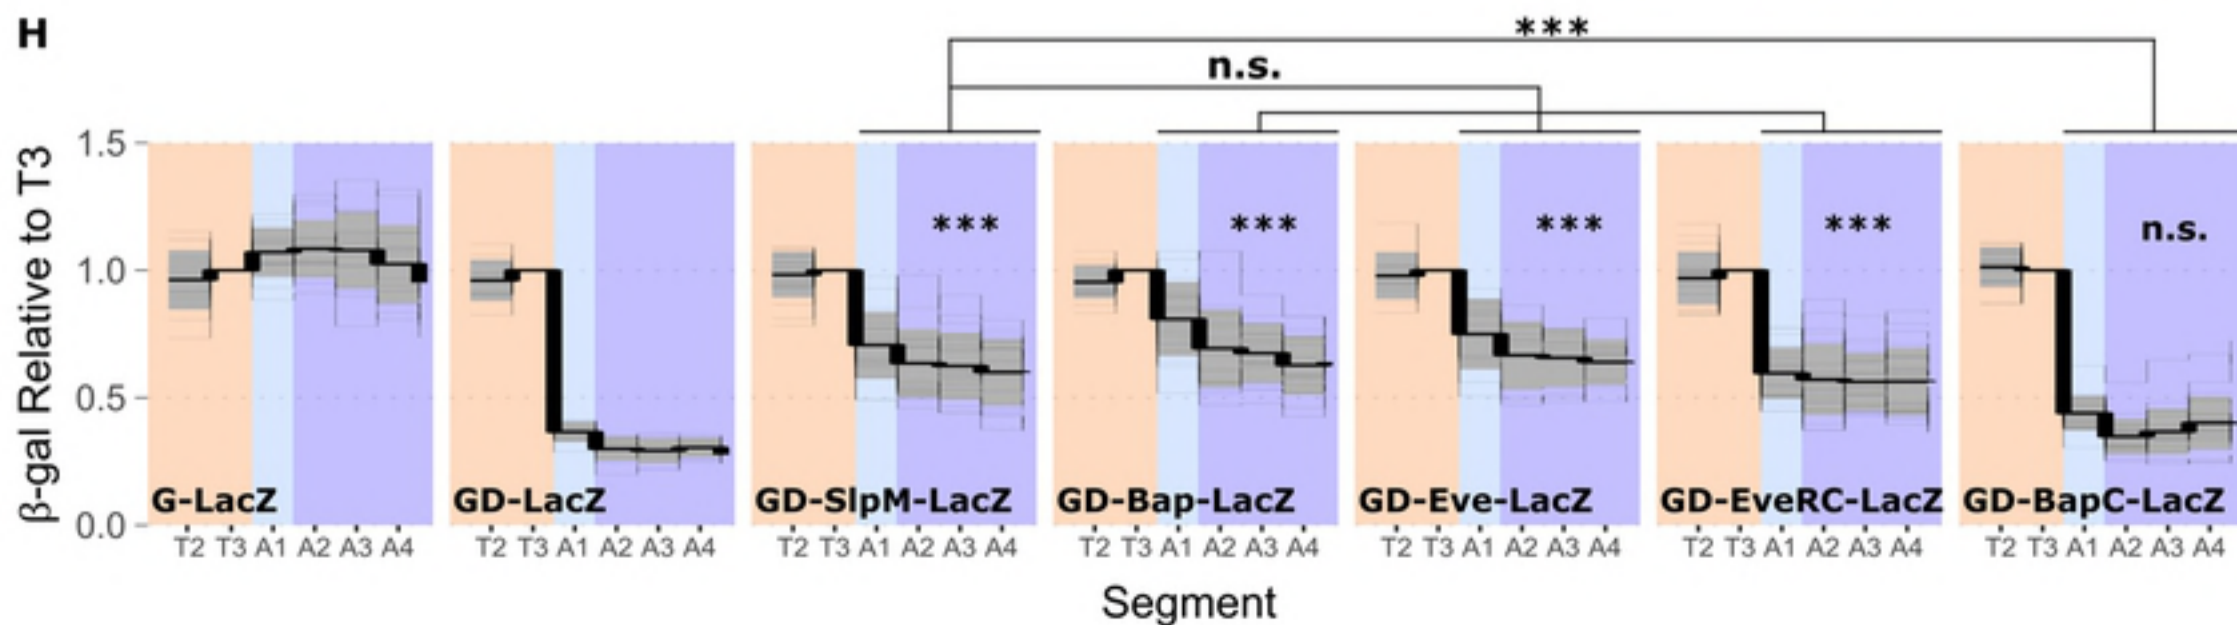 H
***
n.s.
β-gal Relative to T3
1.5
1.0
0.5
0.0
*** *** *** *** n.s.
G-LacZ GD-LacZ GD-SlpM-LacZ GD-Bap-LacZ GD-Eve-LacZ GD-EveRC-LacZ GD-BapC-LacZ
T2 T3 A1 A2 A3 A4 T2 T3 A1 A2 A3 A4 T2 T3 A1 A2 A3 A4 T2 T3 A1 A2 A3 A4 T2 T3 A1 A2 A3 A4 T2 T3 A1 A2 A3 A4 T2 T3 A1 A2 A3 A4
Segment